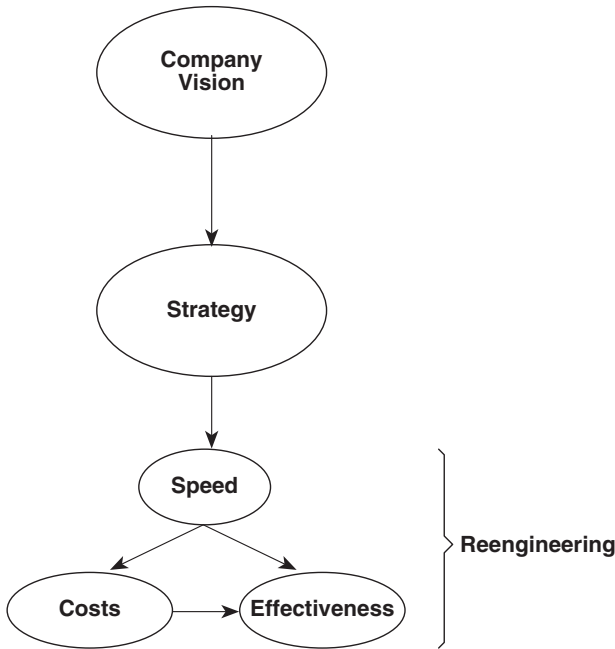 Company
Vision
Strategy
Speed
Reengineering
Costs
Effectiveness